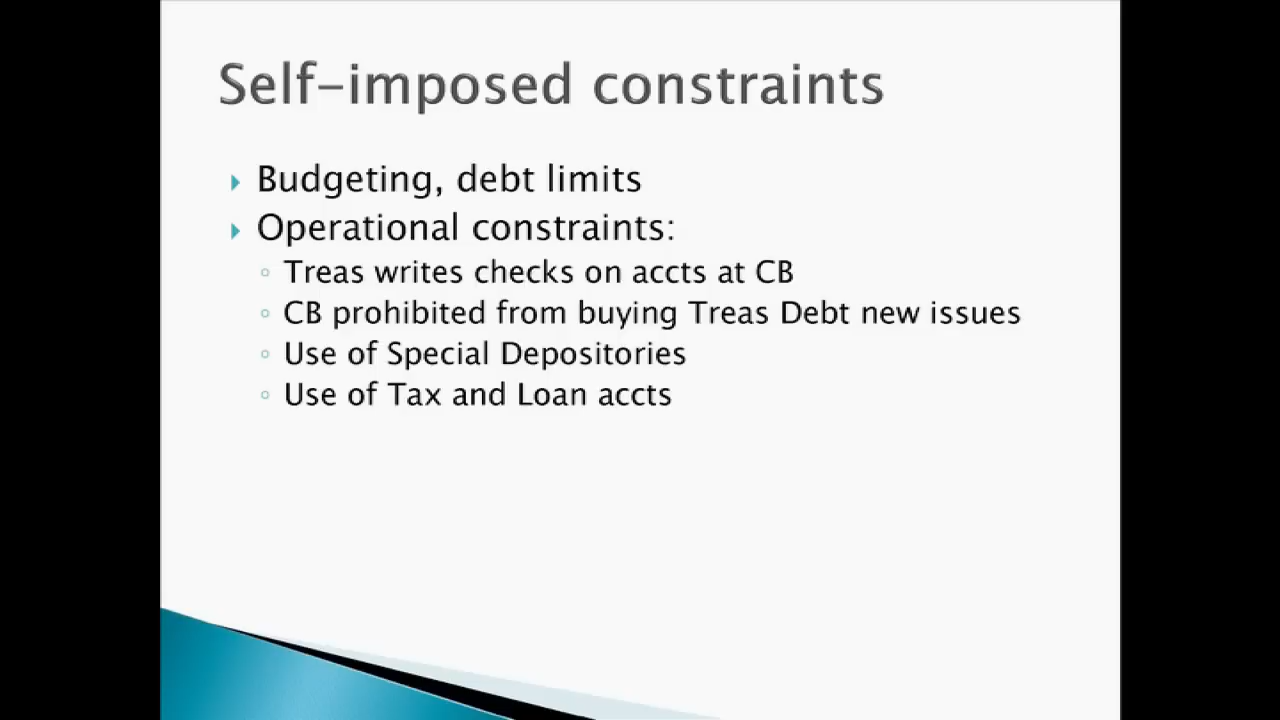 Self-imposed constraints
Budgeting, debt limits
Operational constraints:
Treas writes checks on accts at CB
CB prohibited from buying Treas Debt new issues
Use of Special Depositories
Use of Tax and Loan accts